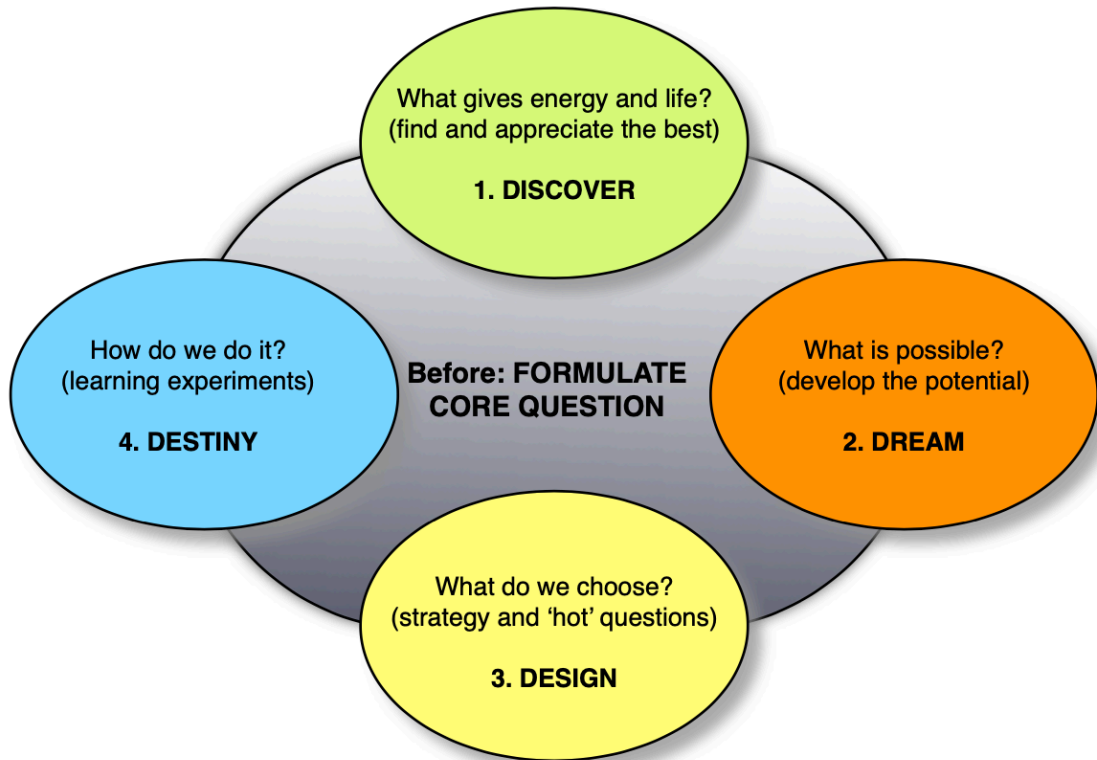 What gives energy and life?
(find and appreciate the best)
1. DISCOVER
How do we do it?
(learning experiments)
4. DESTINY
Before: FORMULATE
CORE QUESTION
What is possible?
(develop the potential)
2. DREAM
What do we choose?
(strategy and ‘hot’ questions)
3. DESIGN